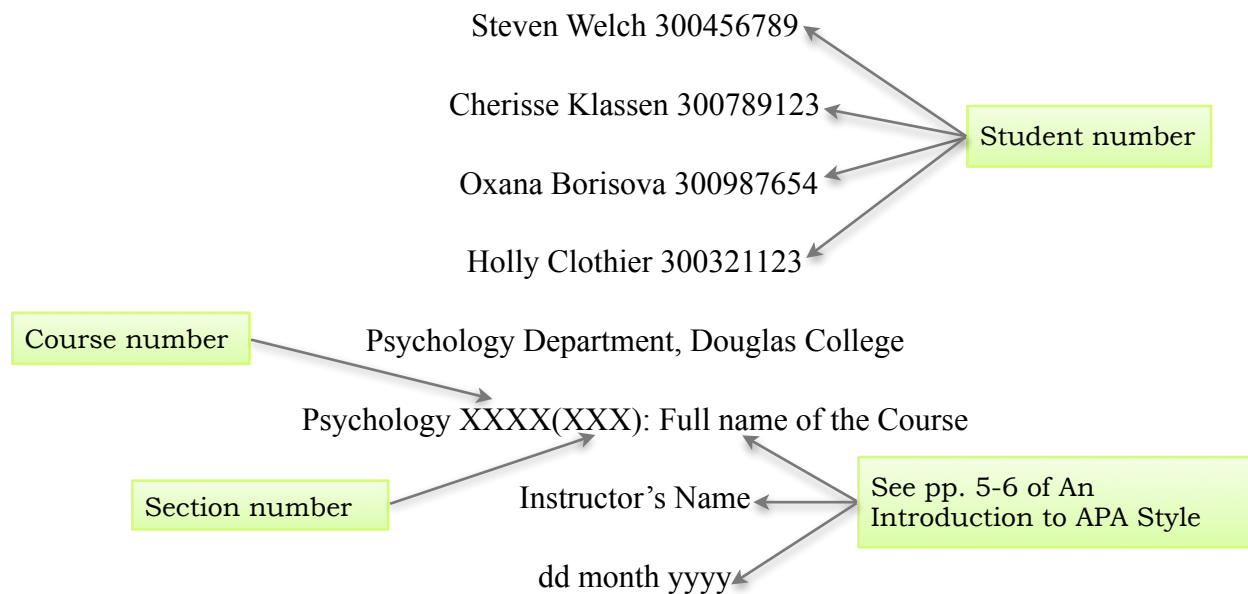 Steven Welch 300456789
Cherisse Klassen 300789123
Student number
Oxana Borisova 300987654
Holly Clothier 300321123
Course number
Psychology Department, Douglas College
Psychology XXXX(XXX): Full name of the Course
Section number
Instructor’s Name
See pp. 5-6 of An
Introduction to APA Style
dd month yyyy